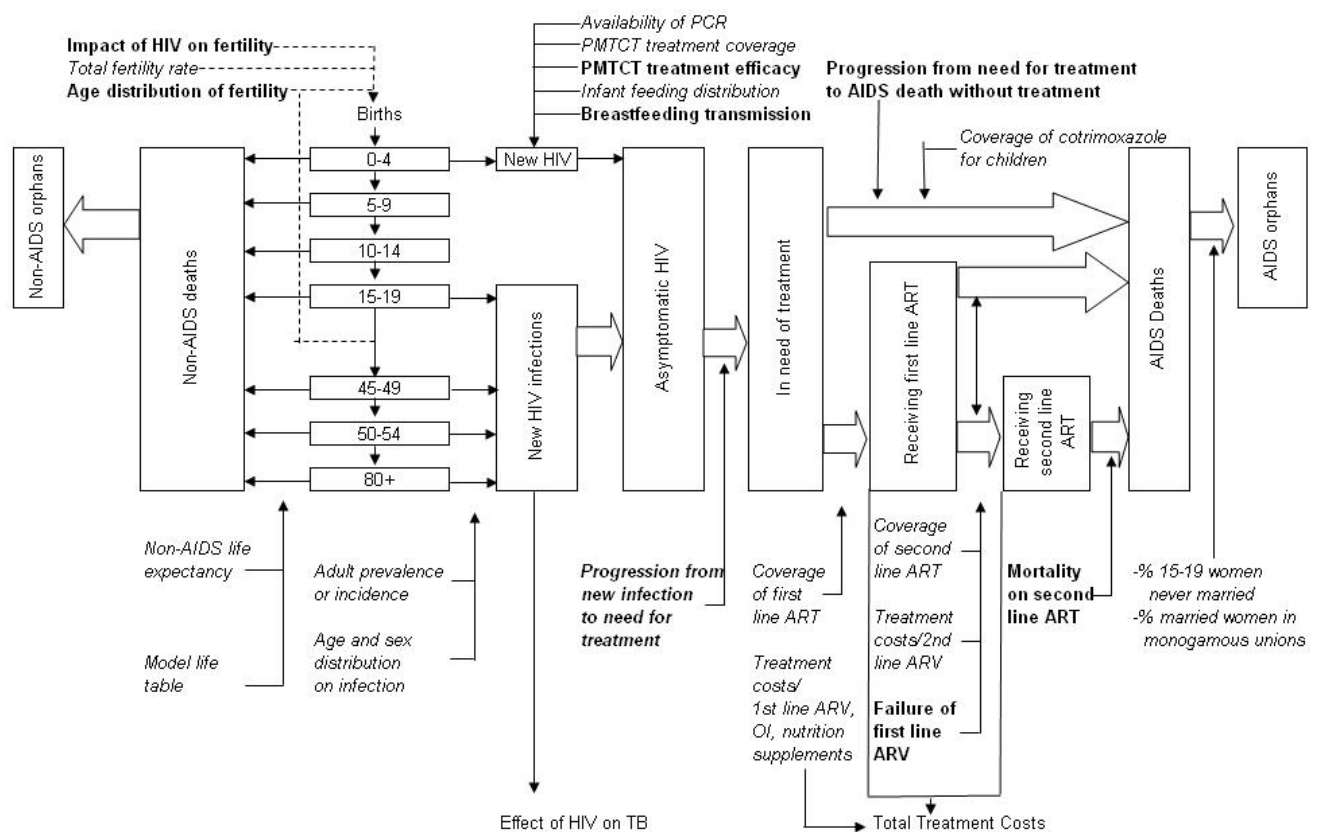 Impact of HIV on fertility
Total fertility rate
Age distribution of fertility
Births
Availability of PCR
PMTCT treatment coverage
PMTCT treatment efficacy
Infant feeding distribution
Breastfeeding transmission
Progression from need for treatment
to AIDS death without treatment
Coverage of cotrimoxazole
for children
Non-AIDS orphans
Non-AIDS deaths
0-4
5-9
10-14
15-19
45-49
50-54
80+
New HIV
New HIV infections
Asymptomatic HIV
In need of treatment
Receiving first line ART
Receiving
second line
ART
AIDS Deaths
AIDS orphans
Non-AIDS life
expectancy
Model life
table
Adult prevalence
or incidence
Age and sex
distribution
on infection
Progression from
new infection
to need for
treatment
Coverage
of first
line ART
Treatment
costs/
1st line ARV,
OI, nutrition
supplements
Coverage
of second
line ART
Treatment
costs/2nd
line ARV
Failure of
first line
ARV
Mortality
on second
line ART
-% 15-19 women
never married
-% married women in
monogamous unions
Effect of HIV on TB
Total Treatment Costs